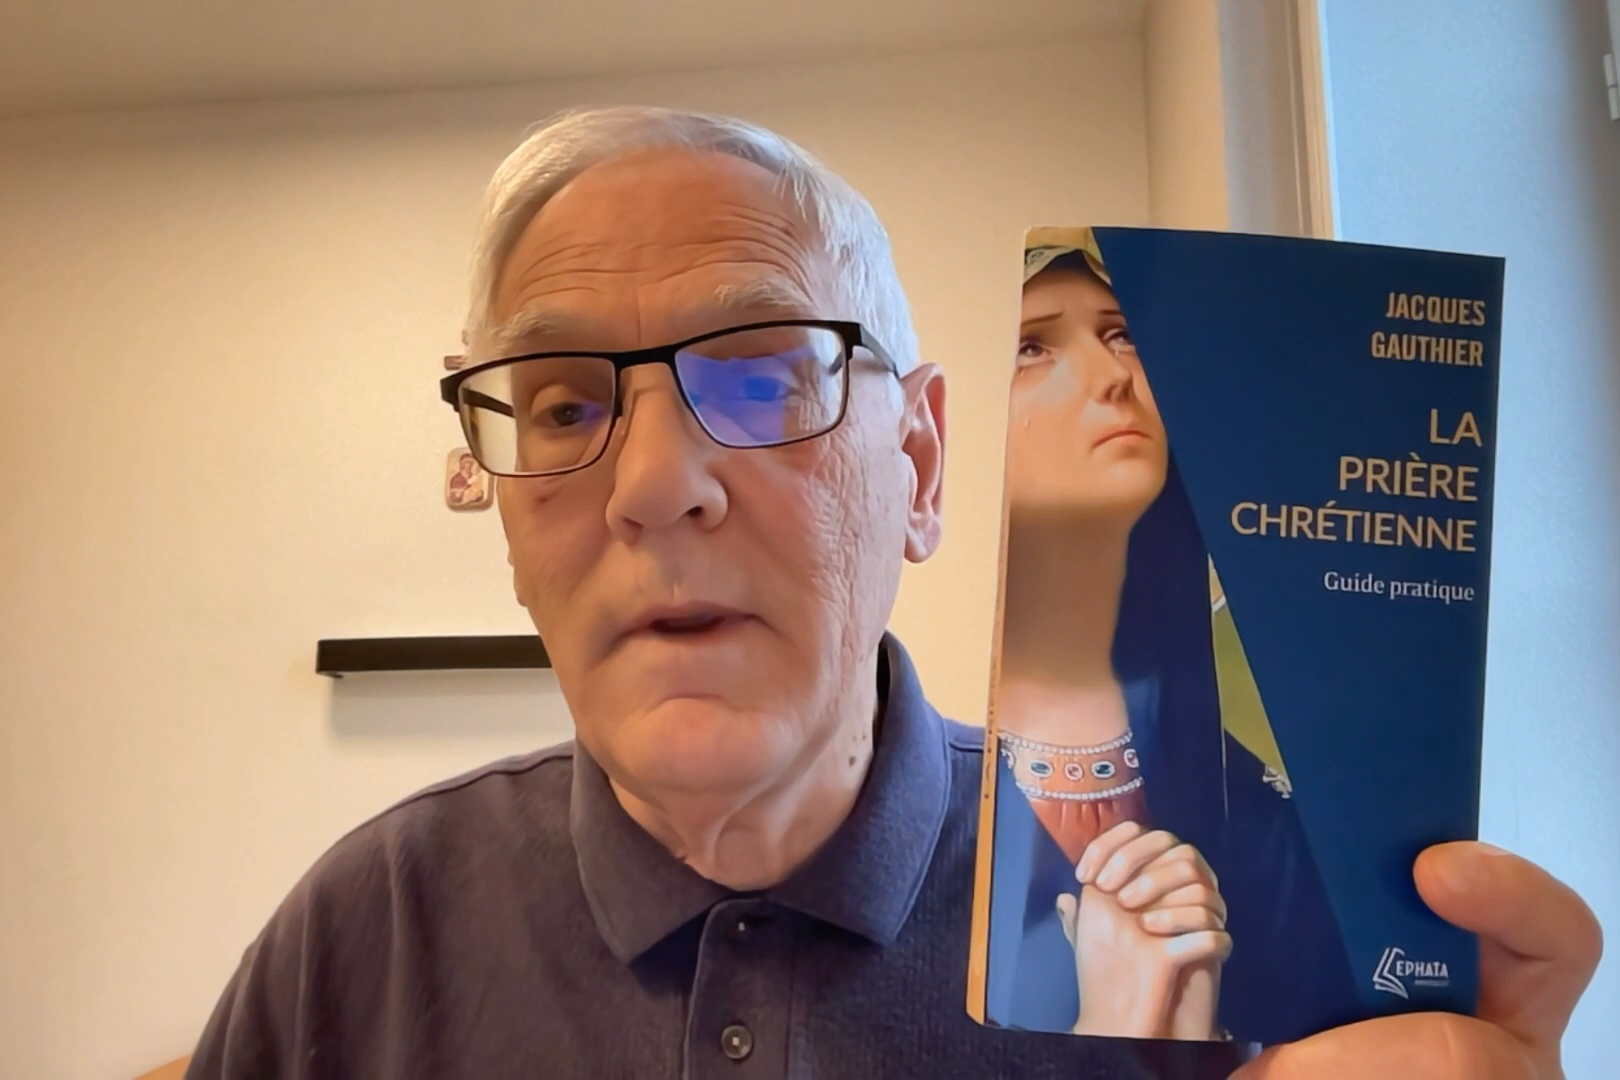 JACQUES
GAUTHIER
LA
PRIÈRE
CHRÉTIENNE
Guide pratique
EPHATA